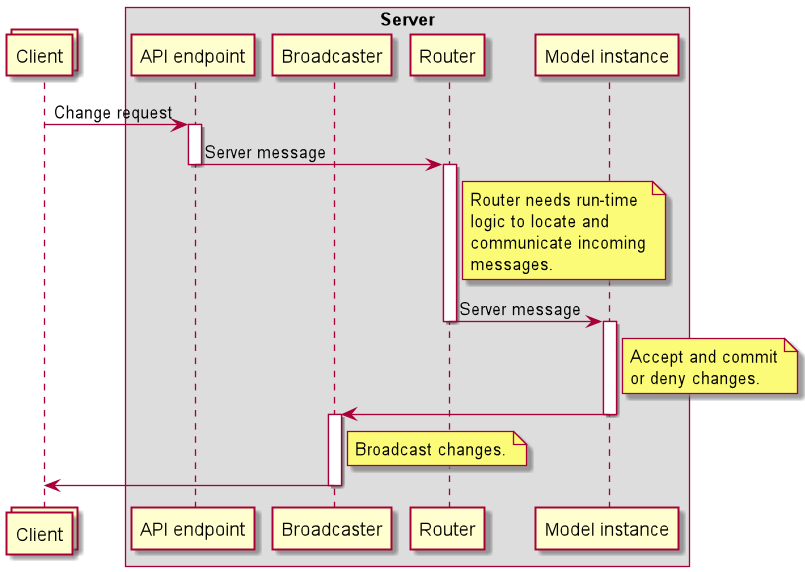 Server
Client
API endpoint
Broadcaster
Router
Model instance
Change request
Server message
Router needs run-time
logic to locate and
communicate incoming
messages.
Server message
Accept and commit
or deny changes.
Broadcast changes.
Client
API endpoint
Broadcaster
Router
Model instance